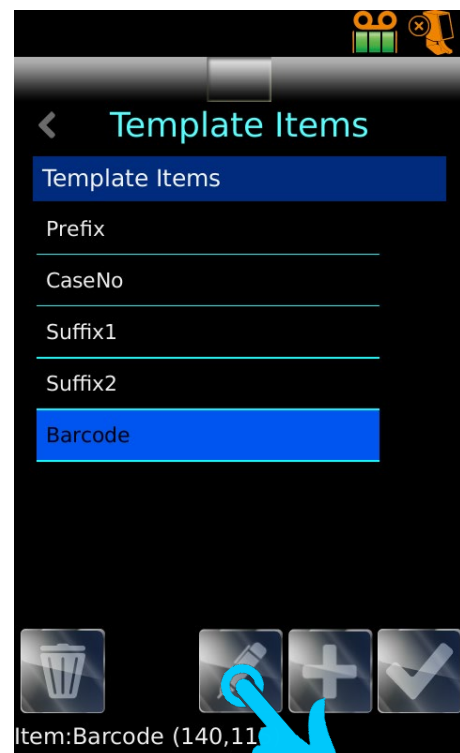 Template Items
Template Items
Prefix
CaseNo
Suffix1
Suffix2
Barcode
Item:Barcode (140,11